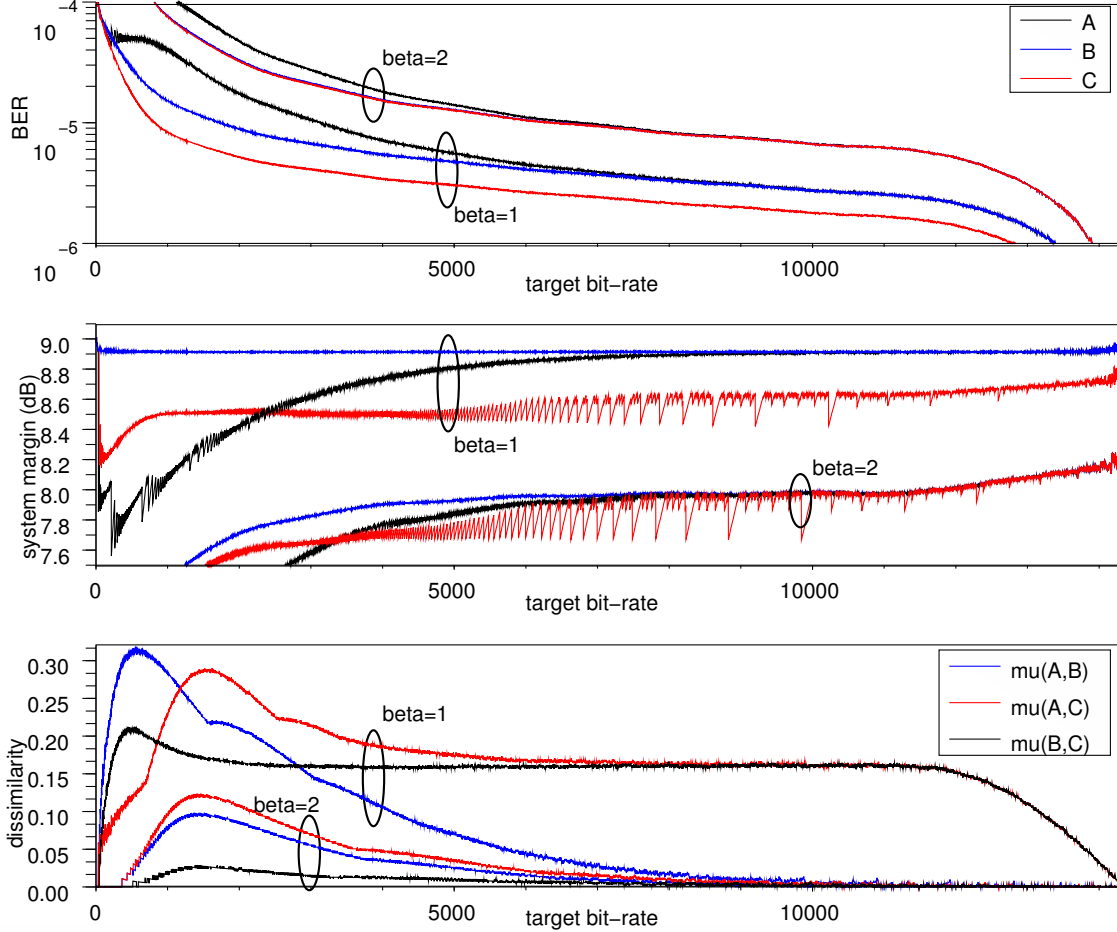 −4
10
A
B
C
beta=2
BER
−5
10
beta=1
−6
10
0
5000
10000
target bit−rate
9.0
8.8
8.6
8.4
8.2
8.0
7.8
7.6
system margin (dB)
beta=1
beta=2
0
5000
10000
target bit−rate
0.30
0.25
0.20
0.15
0.10
0.05
0.00
dissimilarity
mu(A,B)
mu(A,C)
mu(B,C)
beta=1
beta=2
0
5000
10000
target bit−rate